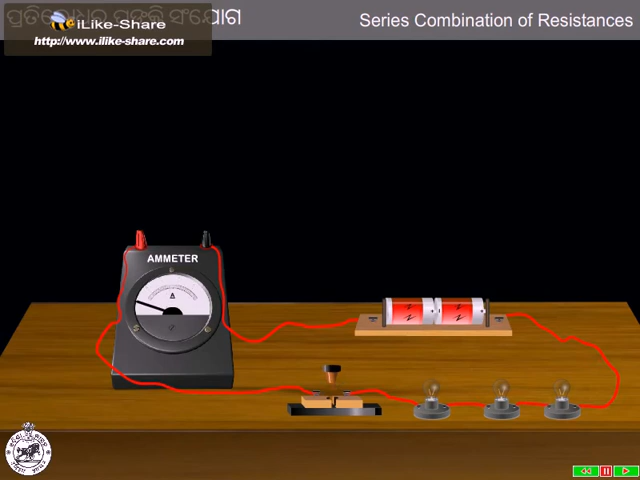 ସଂଯୋଗ
iLike-Share
http://www.ilike-share.com
Series Combination of Resistances
AMMETER
A